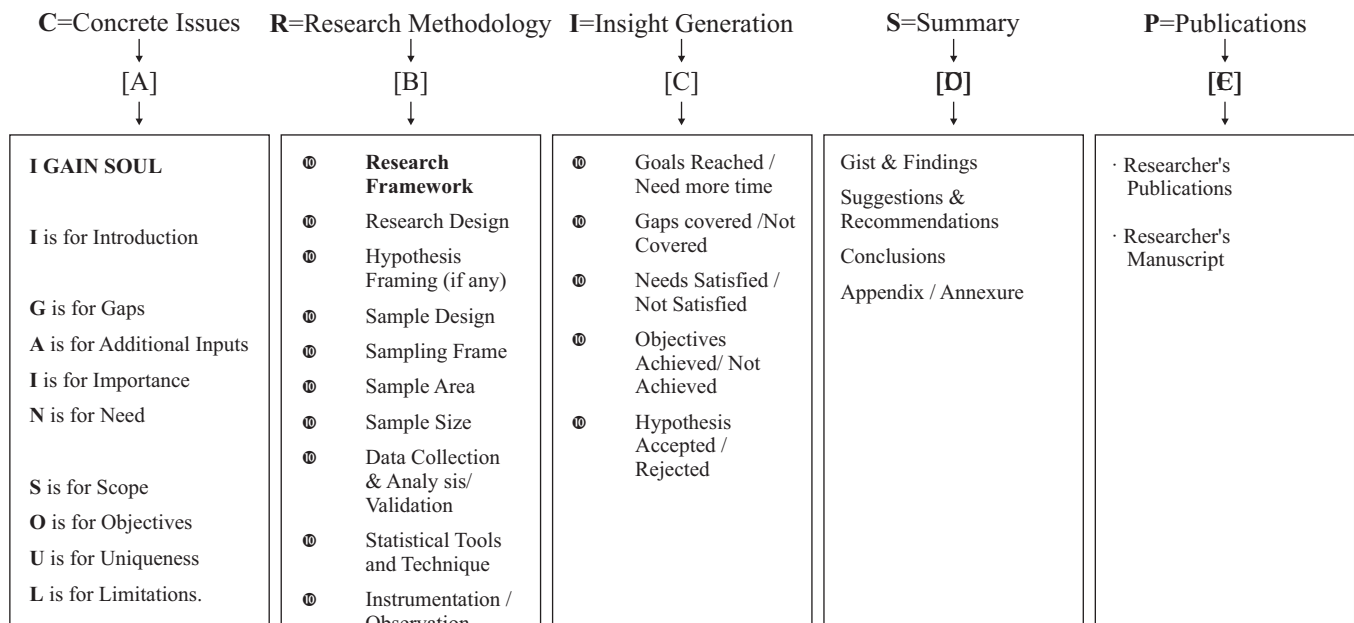 C=Concrete Issues
R=Research Methodology
I=Insight Generation
S=Summary
P=Publications
[A]
[B]
[C]
[D]
[E]
I GAIN SOUL
I is for Introduction
G is for Gaps
A is for Additional Inputs
I is for Importance
N is for Need
S is for Scope
O is for Objectives
U is for Uniqueness
L is for Limitations.
❿ Research
Framework
❿ Research Design
❿ Hypothesis
Framing (if any)
❿ Sample Design
❿ Sampling Frame
❿ Sample Area
❿ Sample Size
❿ Data Collection
& Analy sis/
Validation
❿ Statistical Tools
and Technique
❿ Instrumentation /
Observation
❿ Goals Reached /
Need more time
❿ Gaps covered /Not
Covered
❿ Needs Satisfied /
Not Satisfied
❿ Objectives
Achieved/ Not
Achieved
❿ Hypothesis
Accepted /
Rejected
Gist & Findings
Suggestions &
Recommendations
Conclusions
Appendix / Annexure
· Researcher's
Publications
· Researcher's
Manuscript